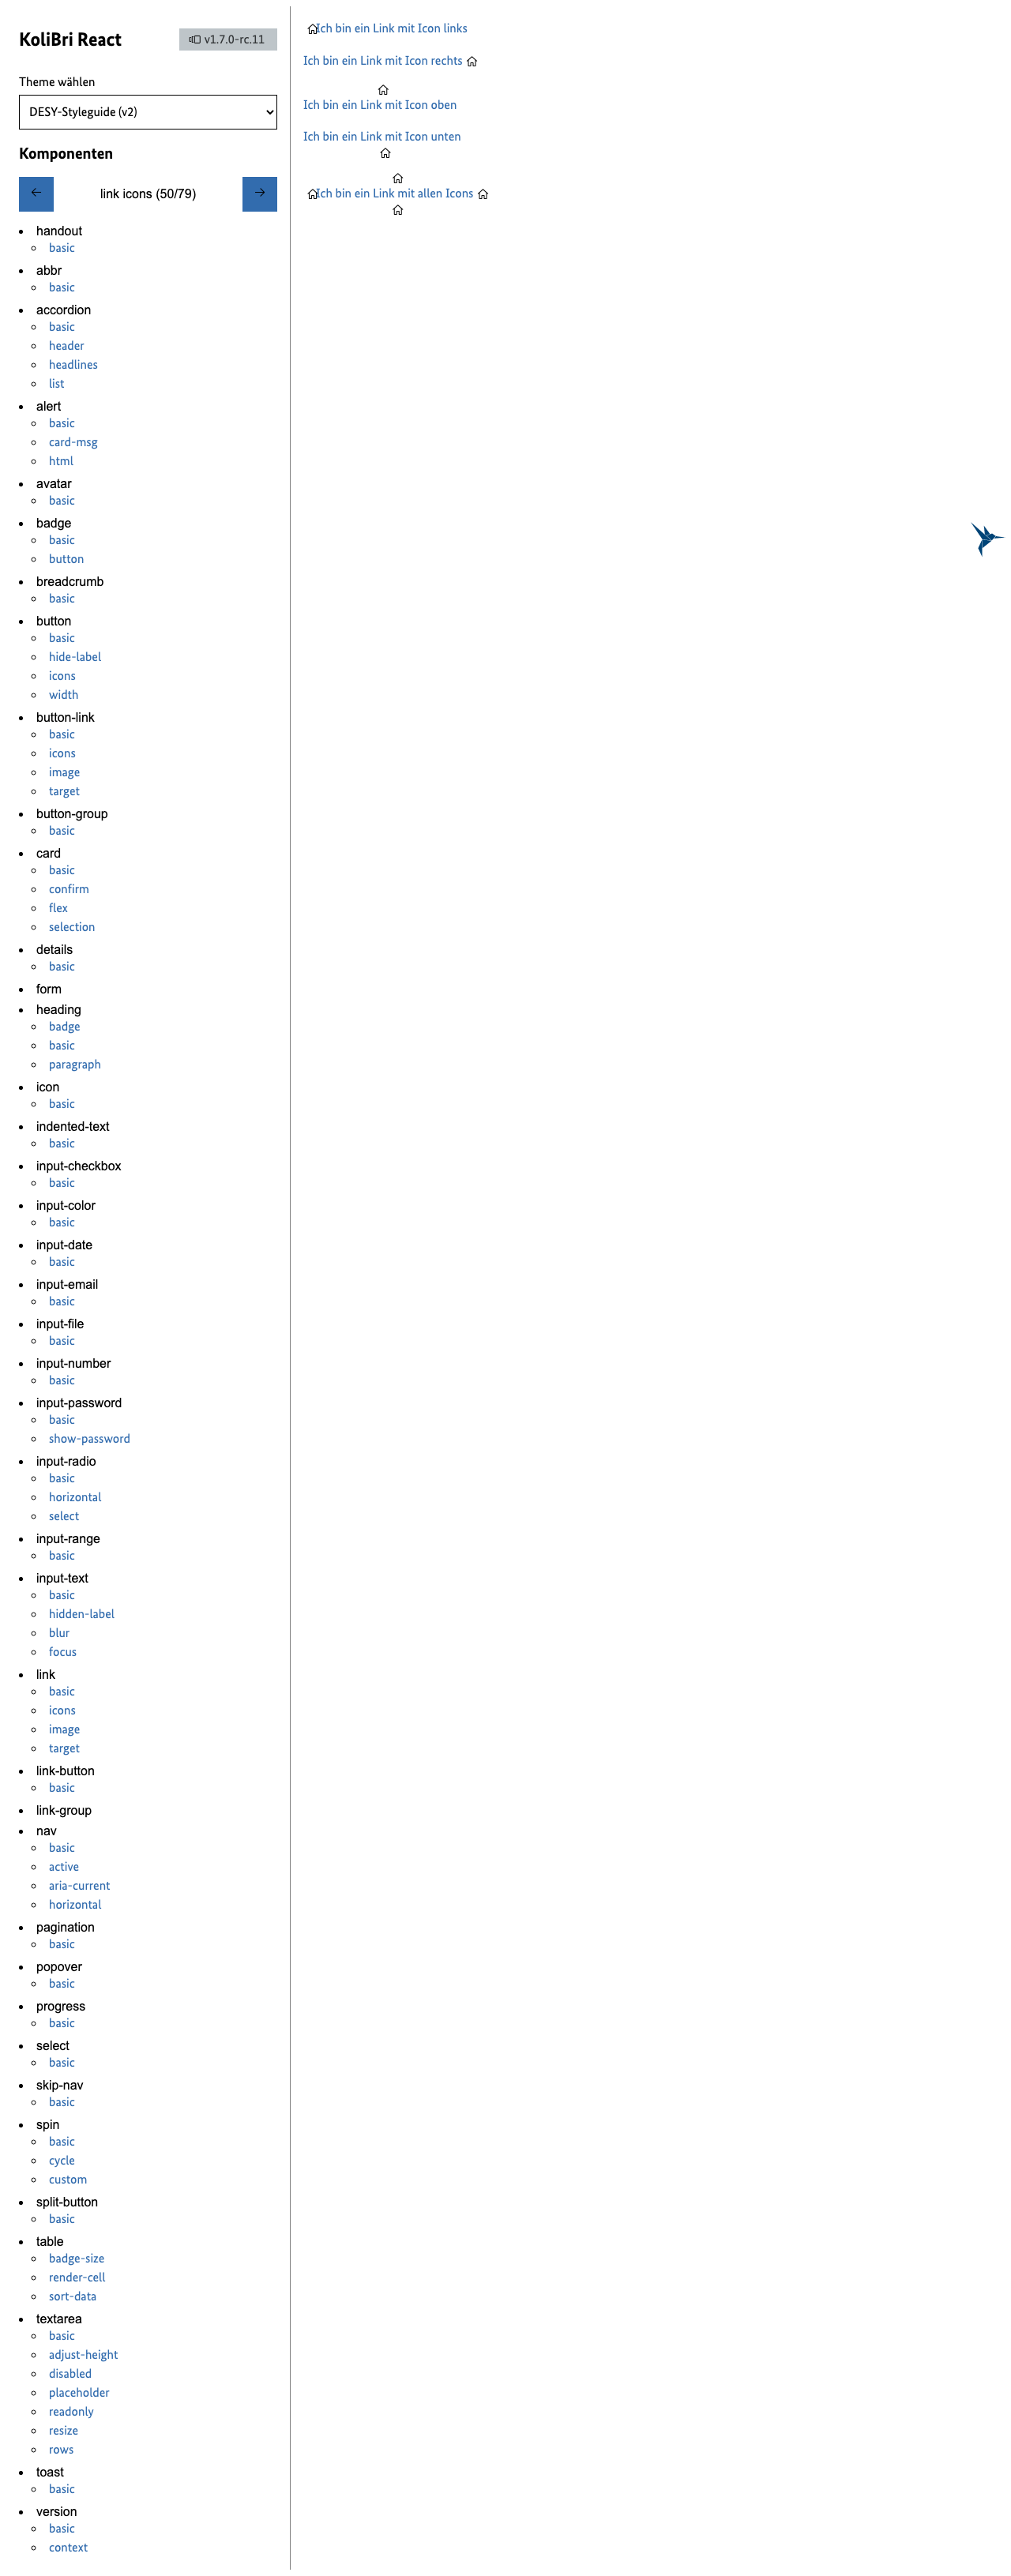 KoliBri React
v1.7.0-rc.11
Theme wählen
DESY-Styleguide (v2)
Komponenten
link icons (50/79)
handout
basic
abbr
basic
accordion
basic
header
headlines
list
alert
basic
card-msg
html
avatar
basic
badge
basic
button
breadcrumb
basic
button
basic
hide-label
icons
width
button-link
basic
icons
image
target
button-group
basic
card
basic
confirm
flex
selection
details
basic
form
heading
badge
basic
paragraph
icon
basic
indented-text
basic
input-checkbox
basic
input-color
basic
input-date
basic
input-email
basic
input-file
basic
input-number
basic
input-password
basic
show-password
input-radio
basic
horizontal
select
input-range
basic
input-text
basic
hidden-label
blur
focus
link
basic
icons
image
target
link-button
basic
link-group
nav
basic
active
aria-current
horizontal
pagination
basic
popover
basic
progress
basic
select
basic
skip-nav
basic
spin
basic
cycle
custom
split-button
basic
table
badge-size
render-cell
sort-data
textarea
basic
adjust-height
disabled
placeholder
readonly
resize
rows
toast
basic
version
basic
context
Ich bin ein Link mit Icon links
Ich bin ein Link mit Icon rechts
Ich bin ein Link mit Icon oben
Ich bin ein Link mit Icon unten
Ich bin ein Link mit allen Icons